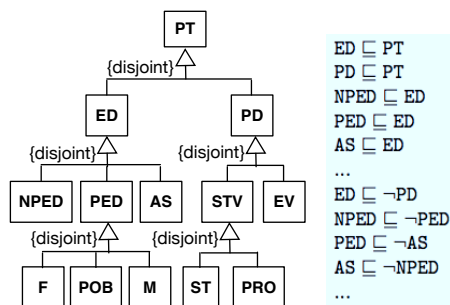 PT
{disjoint}
ED
PD
{disjoint}
{disjoint}
NPED
PED
AS
STV
EV
{disjoint}
{disjoint}
F
POB
M
ST
PRO
ED ⊑ PT
PD ⊑ PT
NPED ⊑ ED
PED ⊑ ED
AS ⊑ ED
...
ED ⊑ ¬PD
NPED ⊑ ¬PED
PED ⊑ ¬AS
AS ⊑ ¬NPED
...